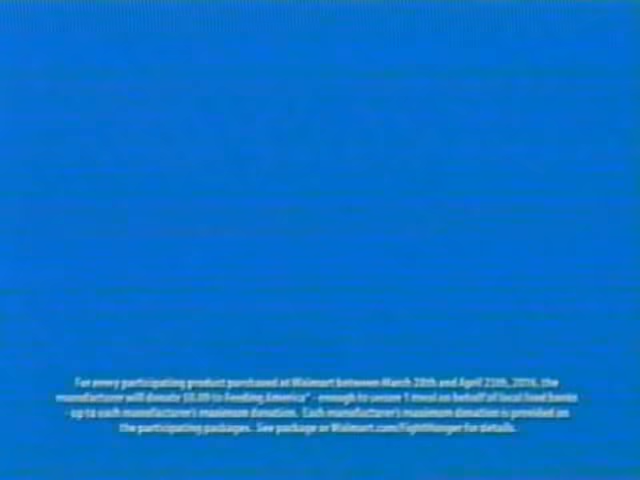 For every participating product purchased at Walmart between March 28th and April 25th, 2016, the
manufacturer will donate $0.09 to Feeding America® - enough to secure 1 meal on behalf of local food banks
- up to each manufacturer's maximum donation. Each manufacturer's maximum donation is provided on
the participating packages. See package or Walmart.com/FightHunger for details.